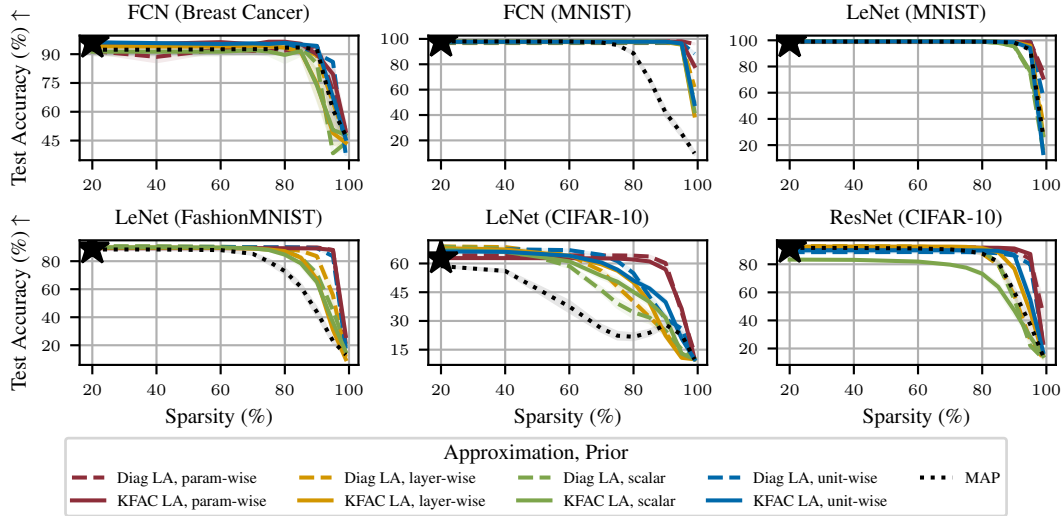 FCN (Breast Cancer) FCN (MNIST) LeNet (MNIST)
Test Accuracy (%) ↑
90
75
60
45
20 40 60 80 100
100
80
60
40
20
20 40 60 80 100
100
80
60
40
20
20 40 60 80 100
LeNet (FashionMNIST) LeNet (CIFAR-10) ResNet (CIFAR-10)
Test Accuracy (%) ↑
80
60
40
20
20 40 60 80 100
60
45
30
15
20 40 60 80 100
80
60
40
20
20 40 60 80 100
Sparsity (%) Sparsity (%) Sparsity (%)
Approximation, Prior
Diag LA, param-wise Diag LA, layer-wise Diag LA, scalar Diag LA, unit-wise MAP
KFAC LA, param-wise KFAC LA, layer-wise KFAC LA, scalar KFAC LA, unit-wise